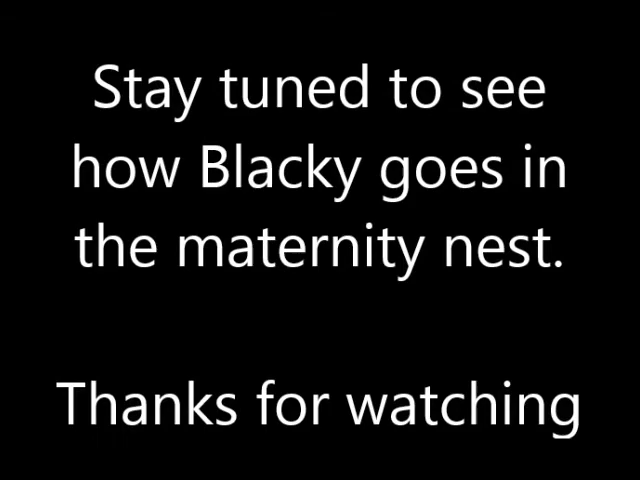 Stay tuned to see
how Blacky goes in
the maternity nest.
Thanks for watching